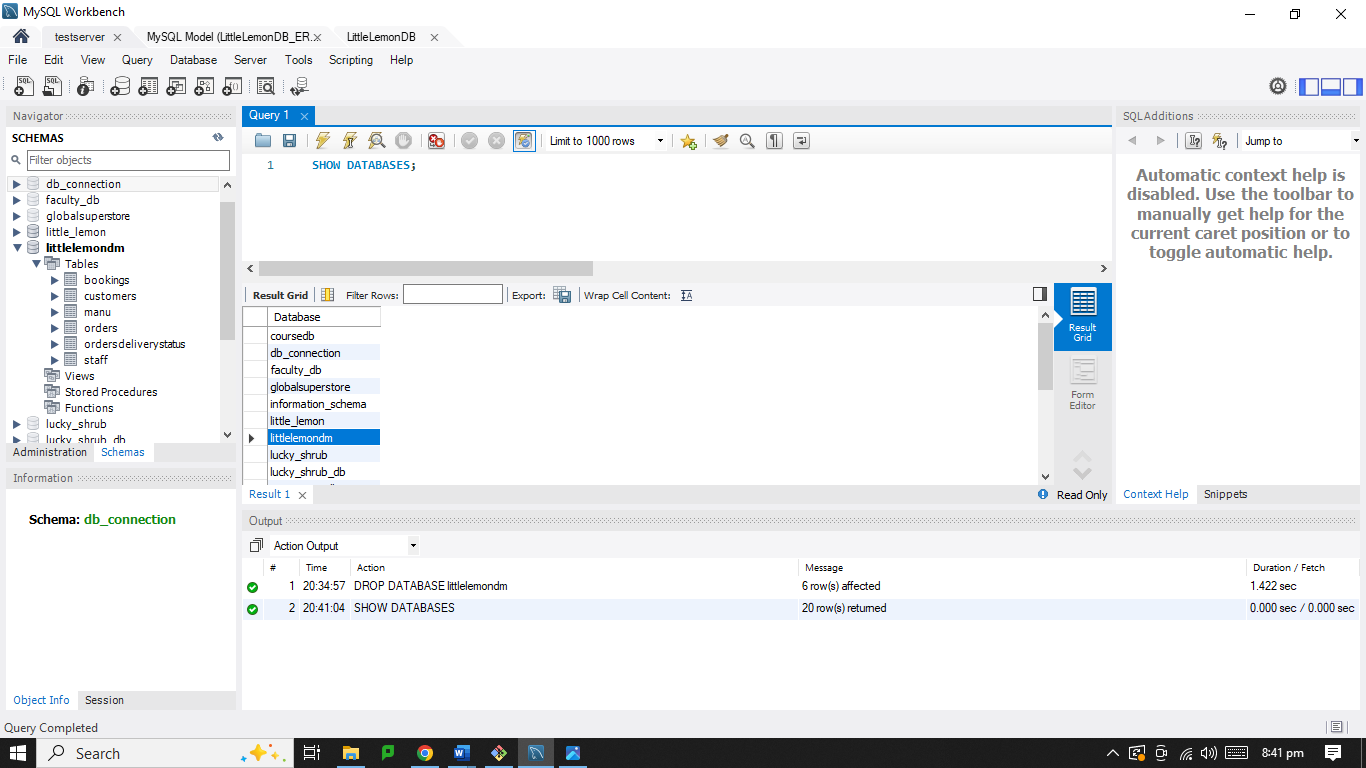 MySQL Workbench
testserver
MySQL Model (LittleLemonDB_ER.
LittleLemonDB
File Edit View Query Database Server Tools Scripting Help
Navigator
SCHEMAS
Filter objects
db_connection
faculty_db
globalsuperstore
little_lemon
littlelemondm
Tables
bookings
customers
manu
orders
ordersdeliverystatus
staff
Views
Stored Procedures
Functions
lucky_shrub
lucky_shrub_db
Administration Schemas
Information
Schema: db_connection
Object Info Session
Query 1
Limit to 1000 rows
1 SHOW DATABASES;
Result Grid Filter Rows: Export: Wrap Cell Content:
Database
coursedb
db_connection
faculty_db
globalsuperstore
information_schema
little_lemon
littlelemondm
lucky_shrub
lucky_shrub_db
Result Grid
Form Editor
Result 1
Read Only
SQLAdditions
Jump to
Automatic context help is
disabled. Use the toolbar to
manually get help for the
current caret position or to
toggle automatic help.
Context Help Snippets
Output
Action Output
# Time Action Message Duration / Fetch
1 20:34:57 DROP DATABASE littlelemondm 6 row(s) affected 1.422 sec
2 20:41:04 SHOW DATABASES 20 row(s) returned 0.000 sec / 0.000 sec
Query Completed
Search
8:41 pm